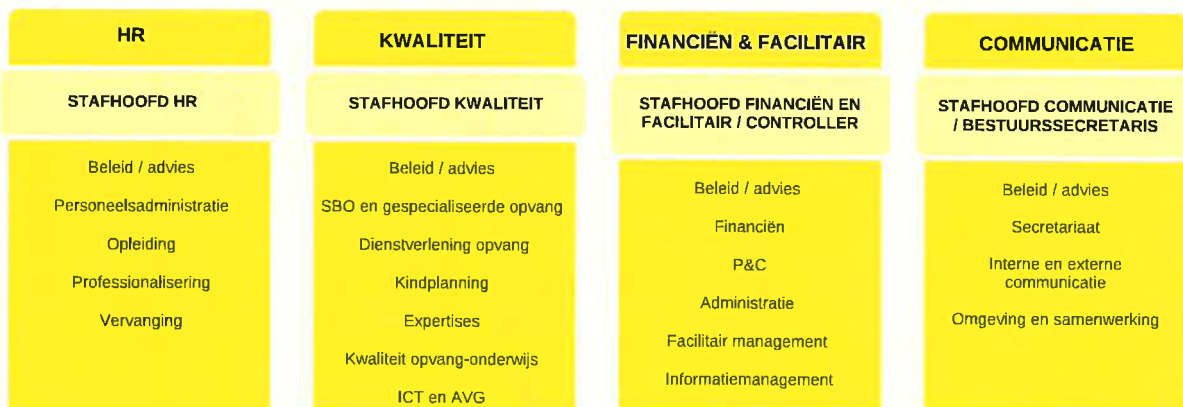 HR
STAFHOOFD HR
Beleid / advies
Personeelsadministratie
Opleiding
Professionalisering
Vervanging
KWALITEIT
STAFHOOFD KWALITEIT
Beleid / advies
SBO en gespecialiseerde opvang
Dienstverlening opvang
Kindplanning
Expertises
Kwaliteit opvang-onderwijs
ICT en AVG
FINANCIËN & FACILITAIR
STAFHOOFD FINANCIËN EN
FACILITAIR / CONTROLLER
Beleid / advies
Financiën
P&C
Administratie
Facilitair management
Informatiemanagement
COMMUNICATIE
STAFHOOFD COMMUNICATIE
/ BESTUURSSECRETARIS
Beleid / advies
Secretariaat
Interne en externe
communicatie
Omgeving en samenwerking